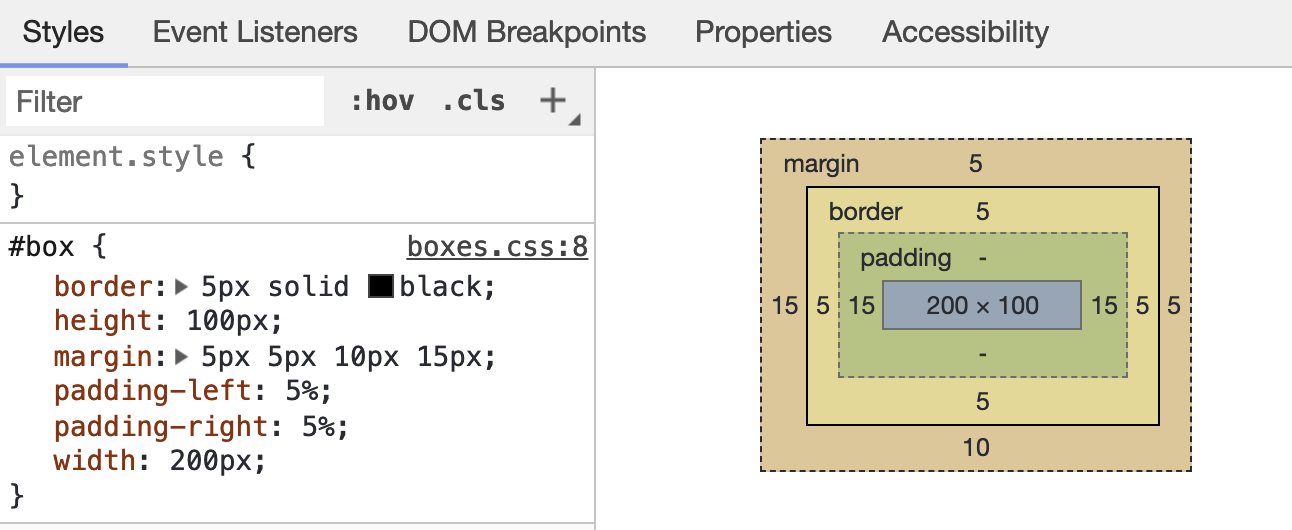 Styles Event Listeners DOM Breakpoints Properties Accessibility
Filter :hov .cls +
element.style {
}
#box { boxes.css:8
border: 5px solid black;
height: 100px;
margin: 5px 5px 10px 15px;
padding-left: 5%;
padding-right: 5%;
width: 200px;
}
margin 5
border 5
padding -
15 5 15 200 × 100 15 5 5
-
5
10